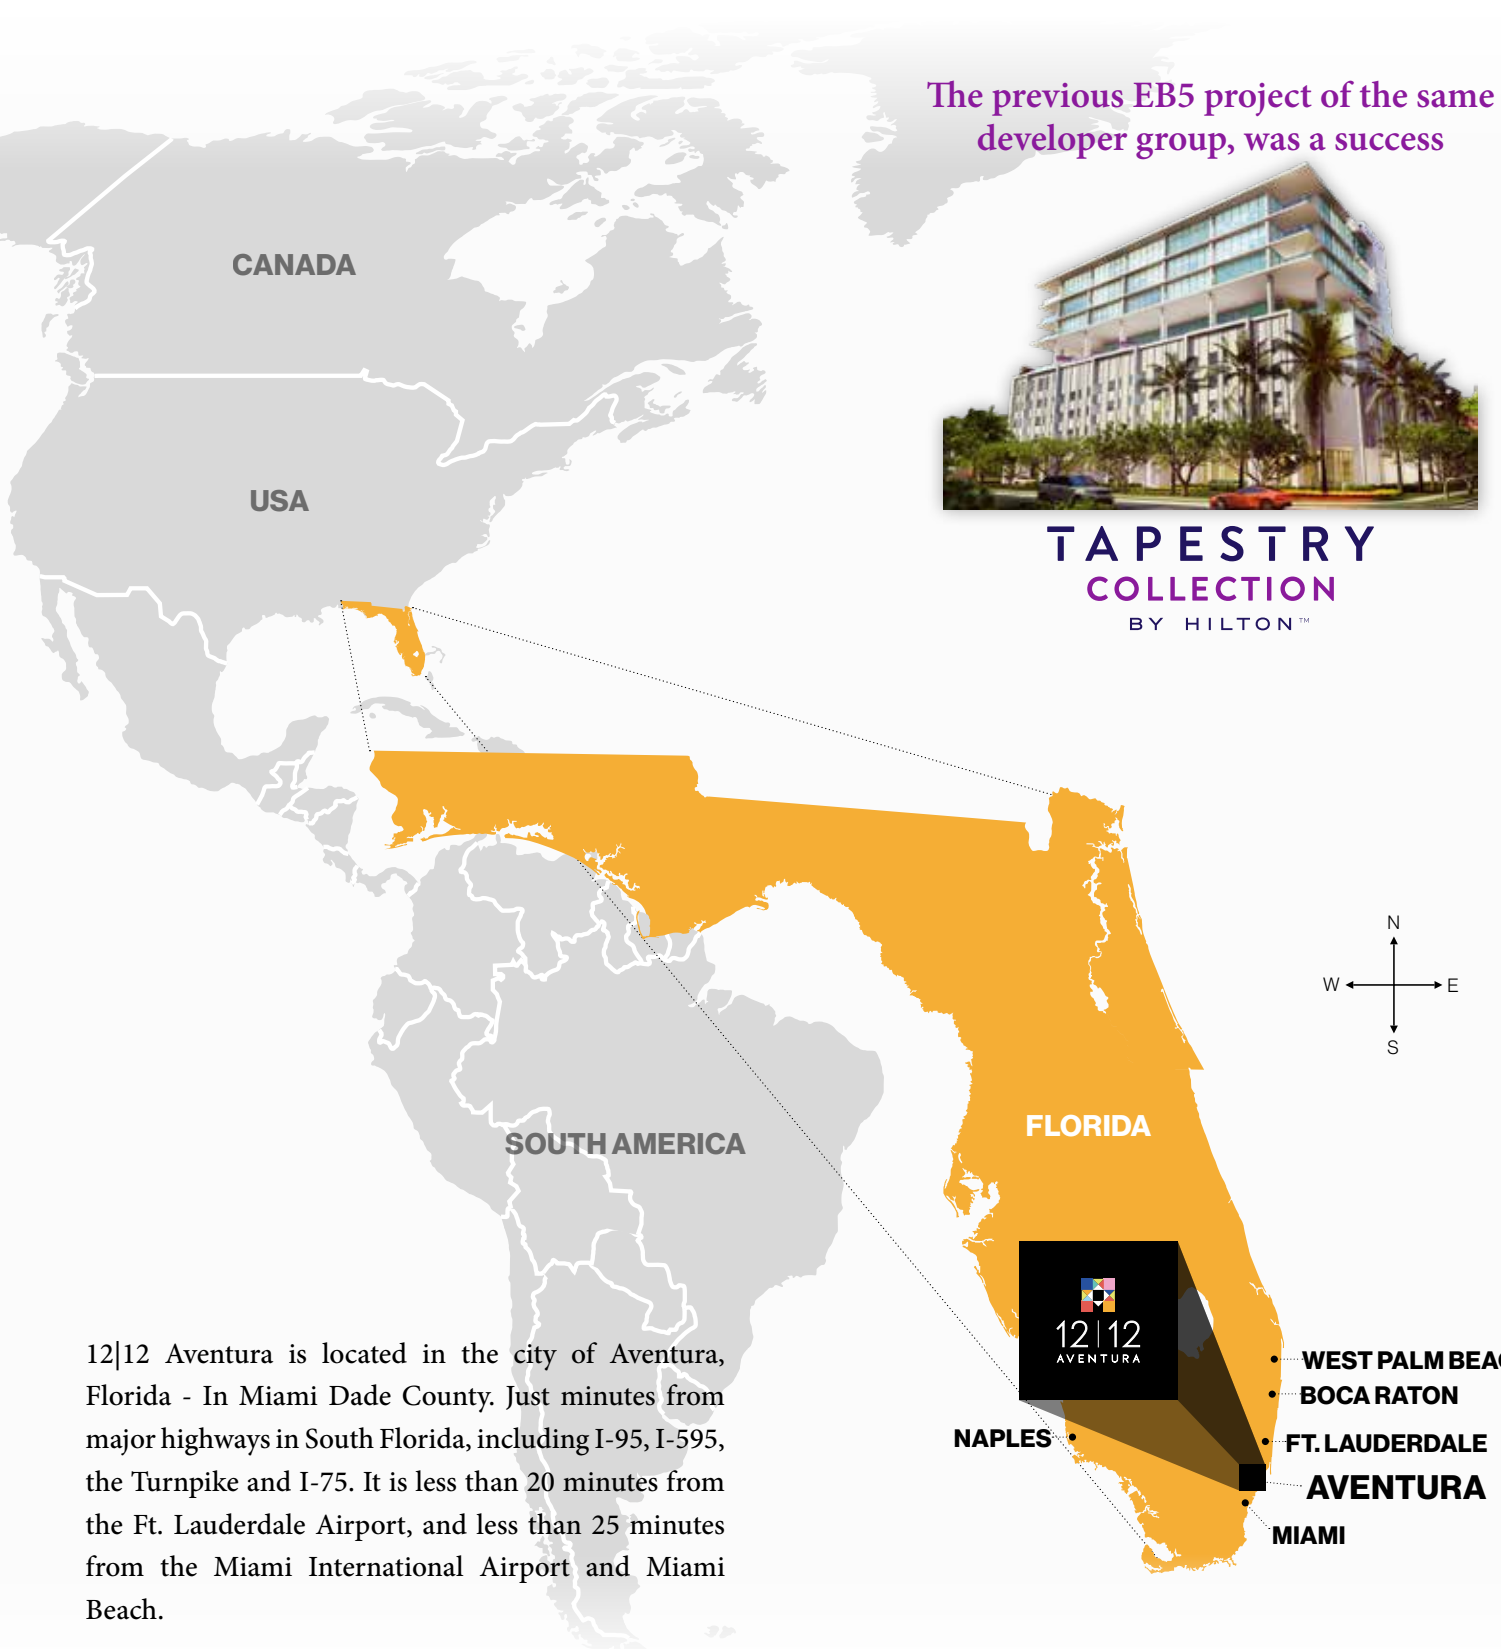 The previous EB5 project of the same
developer group, was a success
CANADA
USA
TAPESTRY
COLLECTION
BY HILTON™
N
W
E
S
FLORIDA
SOUTH AMERICA
12|12
AVENTURA
WEST PALM BEAC
BOCA RATON
NAPLES
FT. LAUDERDALE
AVENTURA
MIAMI
12|12 Aventura is located in the city of Aventura,
Florida - In Miami Dade County. Just minutes from
major highways in South Florida, including I-95, I-595,
the Turnpike and I-75. It is less than 20 minutes from
the Ft. Lauderdale Airport, and less than 25 minutes
from the Miami International Airport and Miami
Beach.